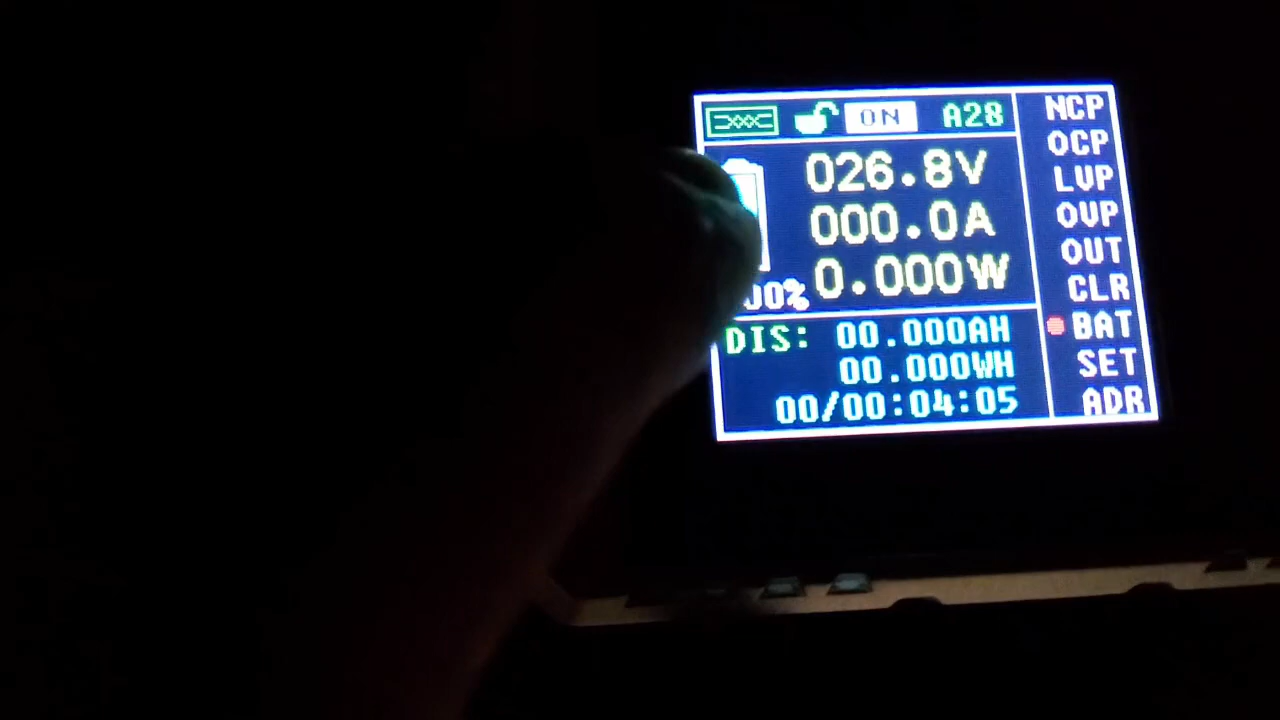 ON A28
026.8V
000.0A
0.000W
00%
DIS: 00.000AH
00.000WH
00/00:04:05
NCP
OCP
LVP
OVP
OUT
CLR
BAT
SET
ADR